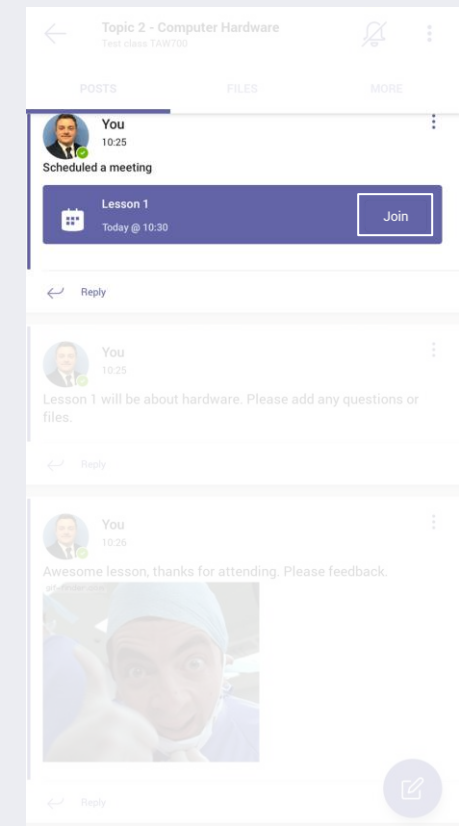 Topic 2 - Computer Hardware
Test class TAW700
POSTS FILES MORE
You
10:25
Scheduled a meeting
Lesson 1
Today @ 10:30
Join
Reply
You
10:25
Lesson 1 will be about hardware. Please add any questions or
files.
Reply
You
10:26
Awesome lesson, thanks for attending. Please feedback.
Reply